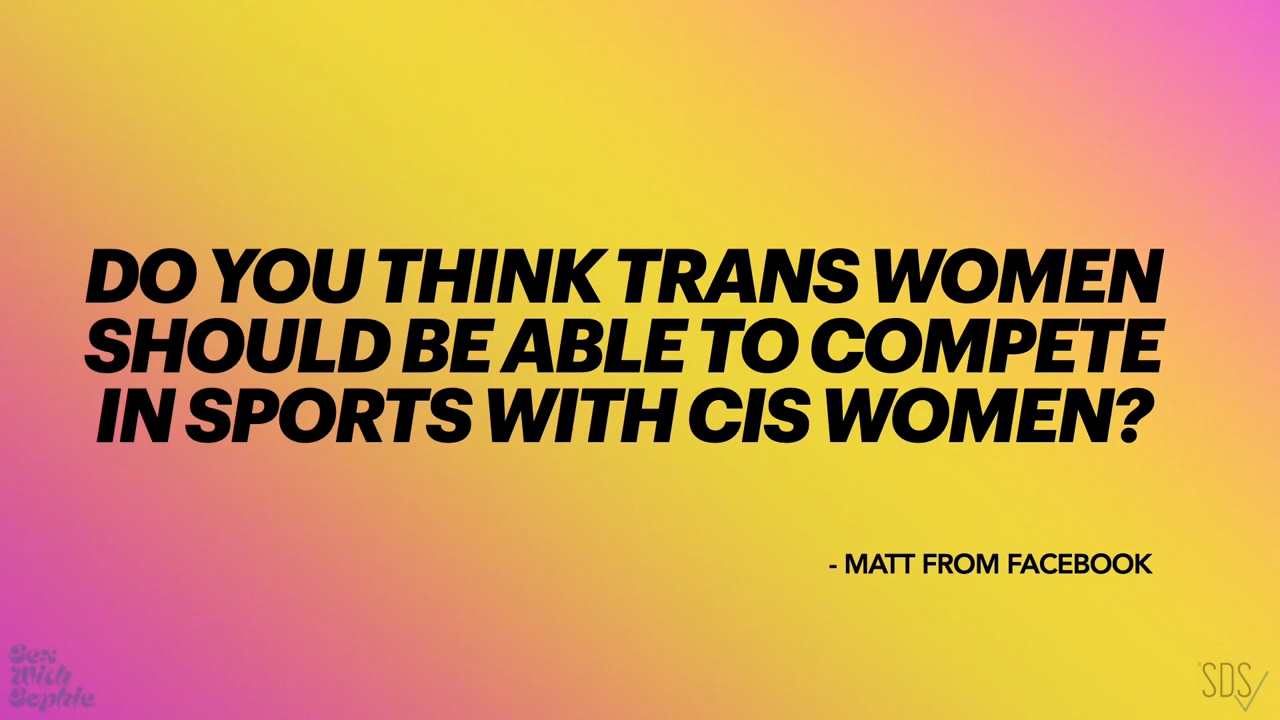 DO YOU THINK TRANS WOMEN
SHOULD BE ABLE TO COMPETE
IN SPORTS WITH CIS WOMEN?
- MATT FROM FACEBOOK
Sex
With
Sophie
SDS